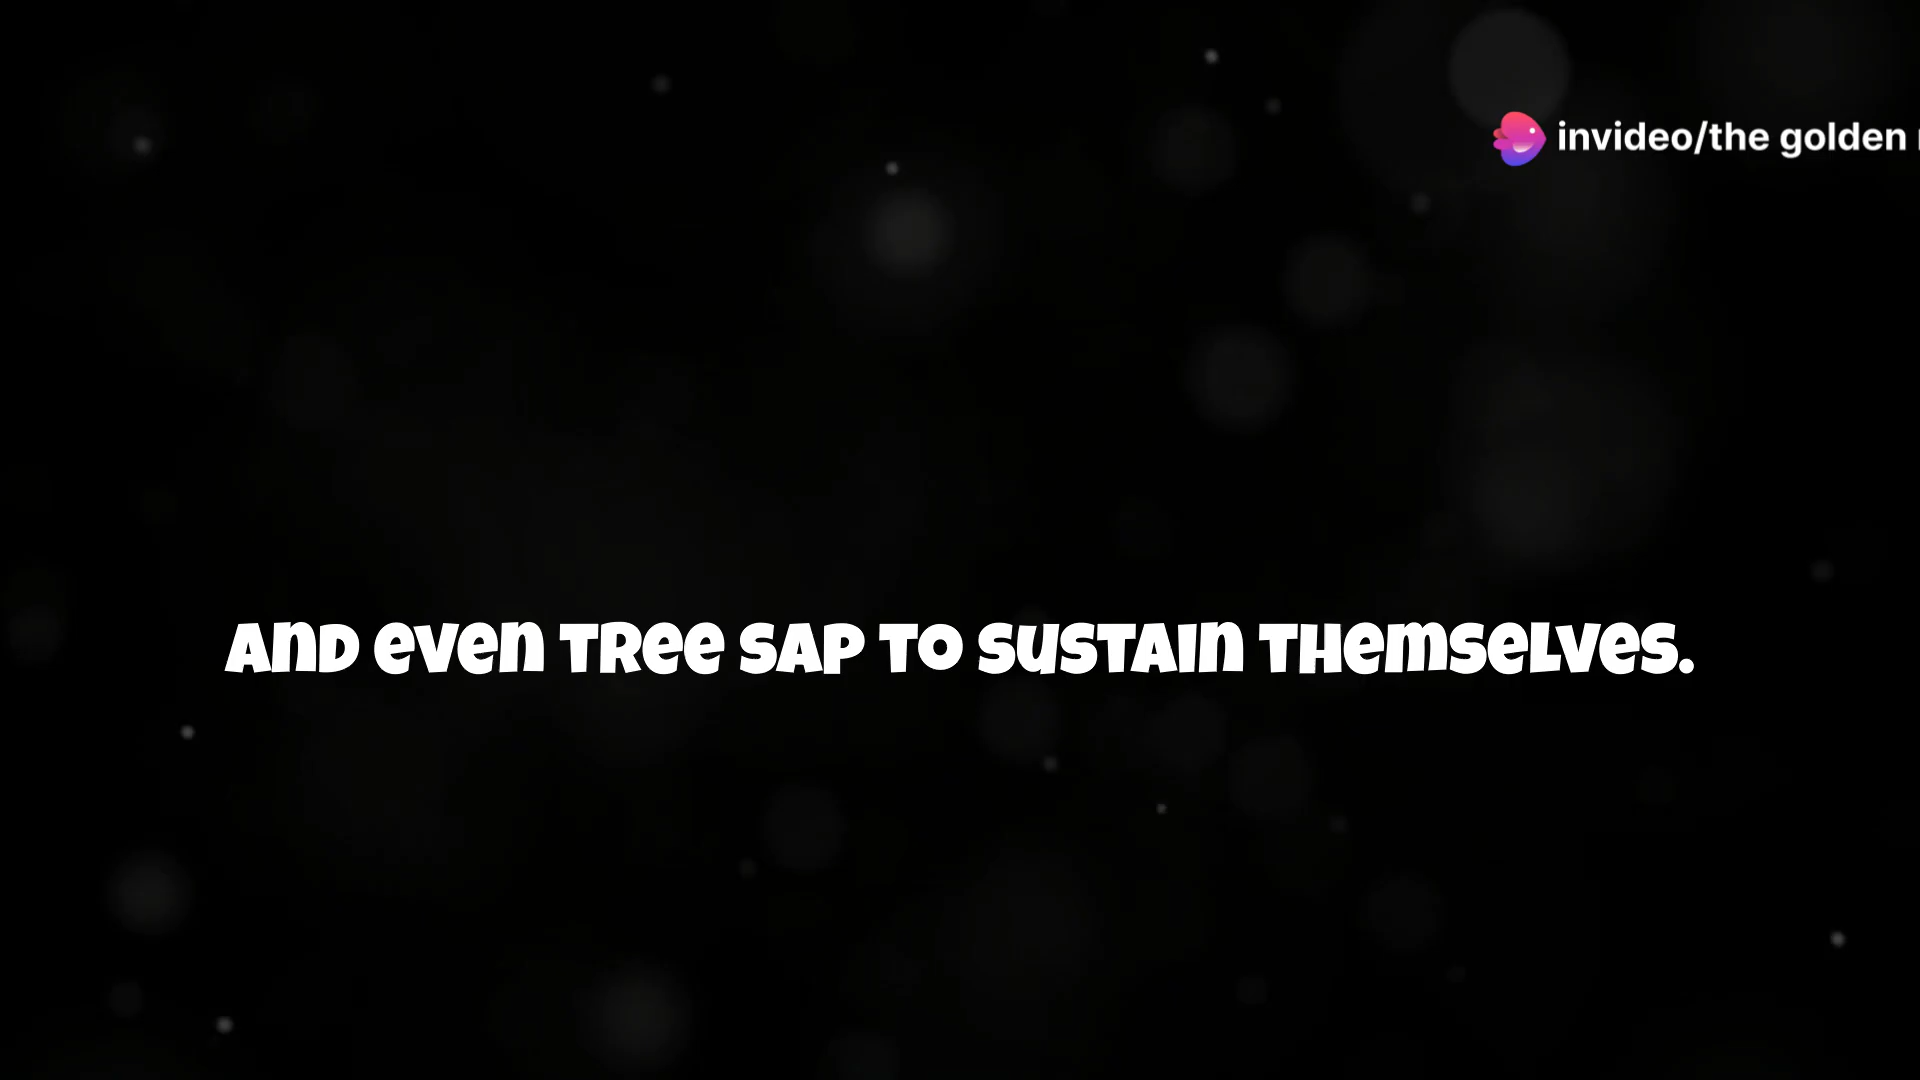 invideo/the golden
and even tree sap to sustain themselves.